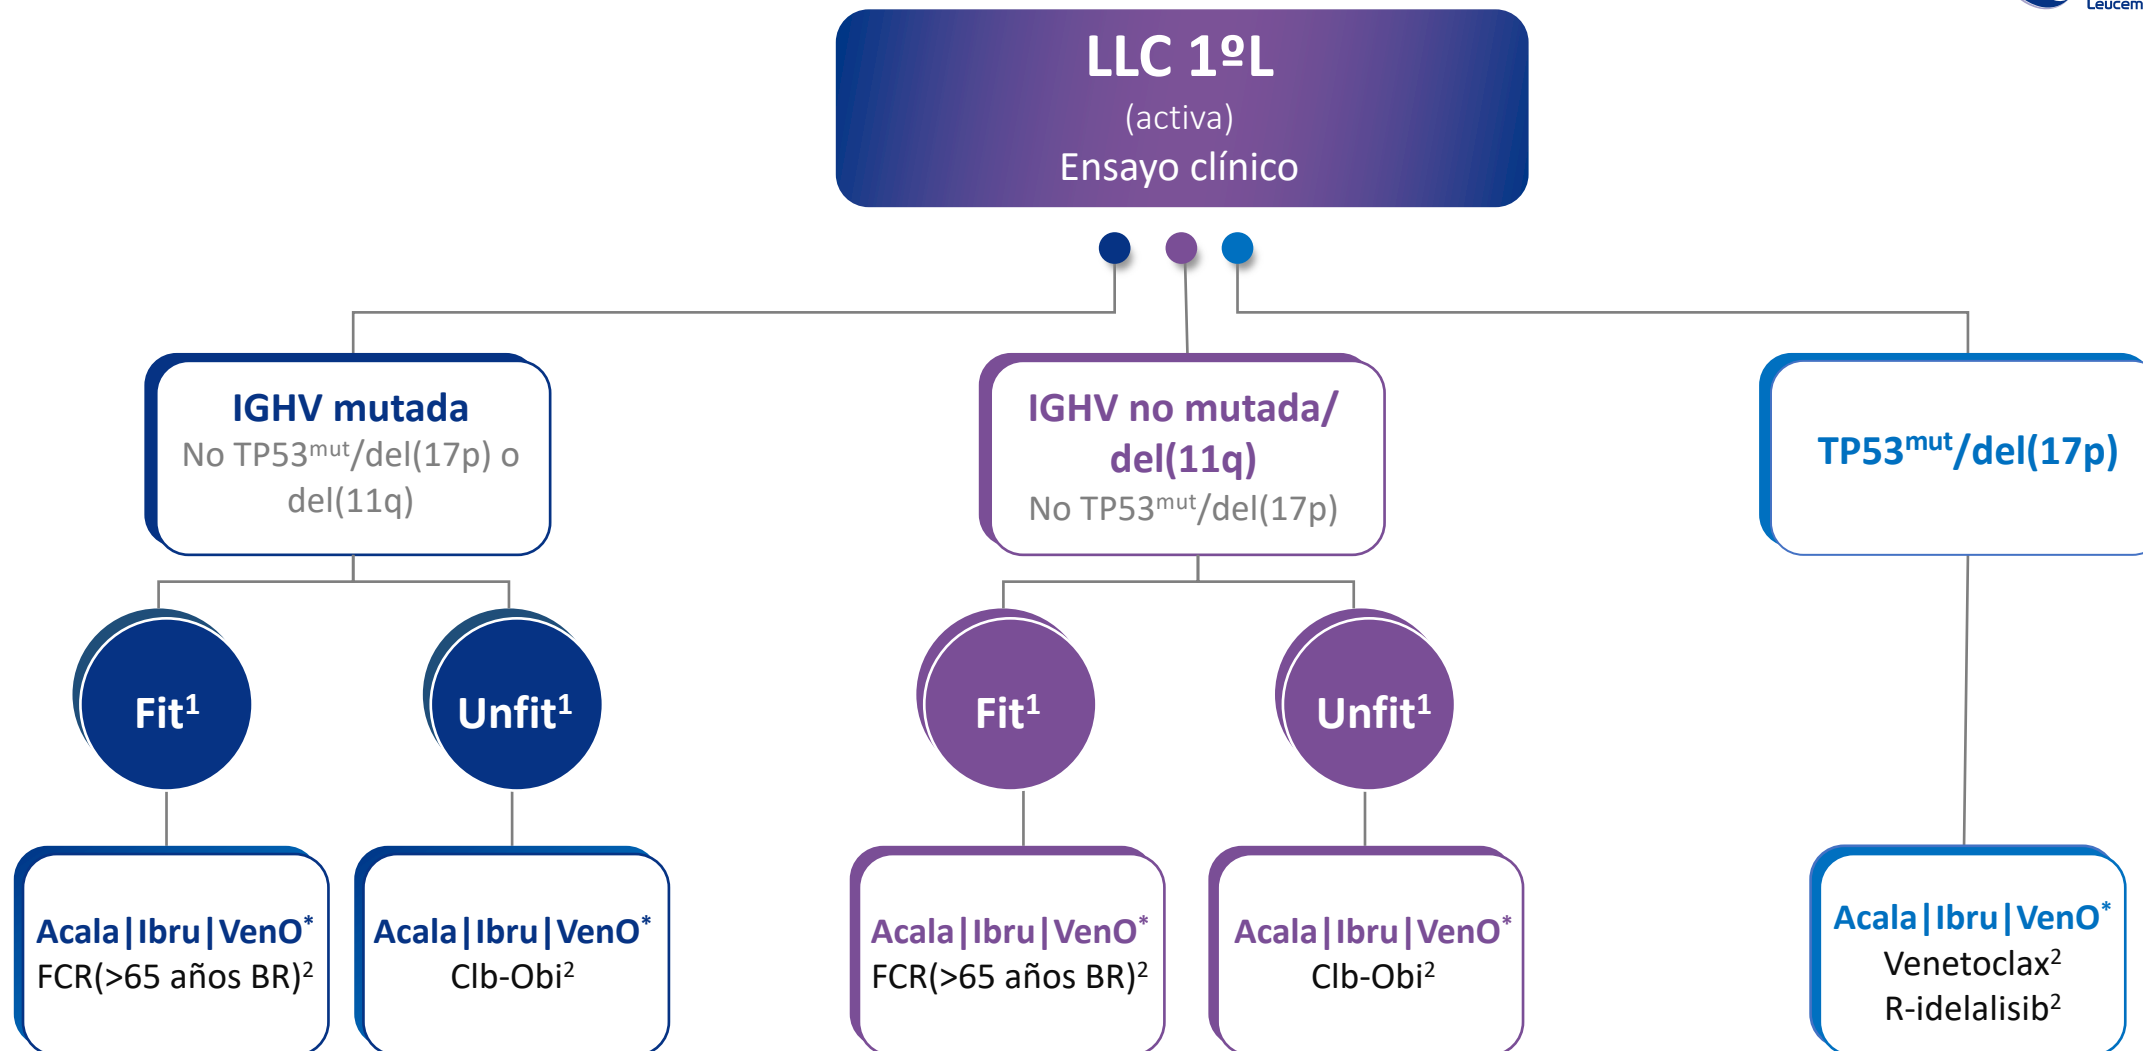 Leucem
LLC 1ºL
(activa)
Ensayo clínico
IGHV mutada
No TP53ᵐᵘᵗ/del(17p) o
del(11q)
IGHV no mutada/
del(11q)
No TP53ᵐᵘᵗ/del(17p)
TP53ᵐᵘᵗ/del(17p)
Fit¹
Unfit¹
Fit¹
Unfit¹
Acala|Ibru|VenO*
FCR(>65 años BR)²
Acala|Ibru|VenO*
Clb-Obi²
Acala|Ibru|VenO*
FCR(>65 años BR)²
Acala|Ibru|VenO*
Clb-Obi²
Acala|Ibru|VenO*
Venetoclax²
R-idelalisib²